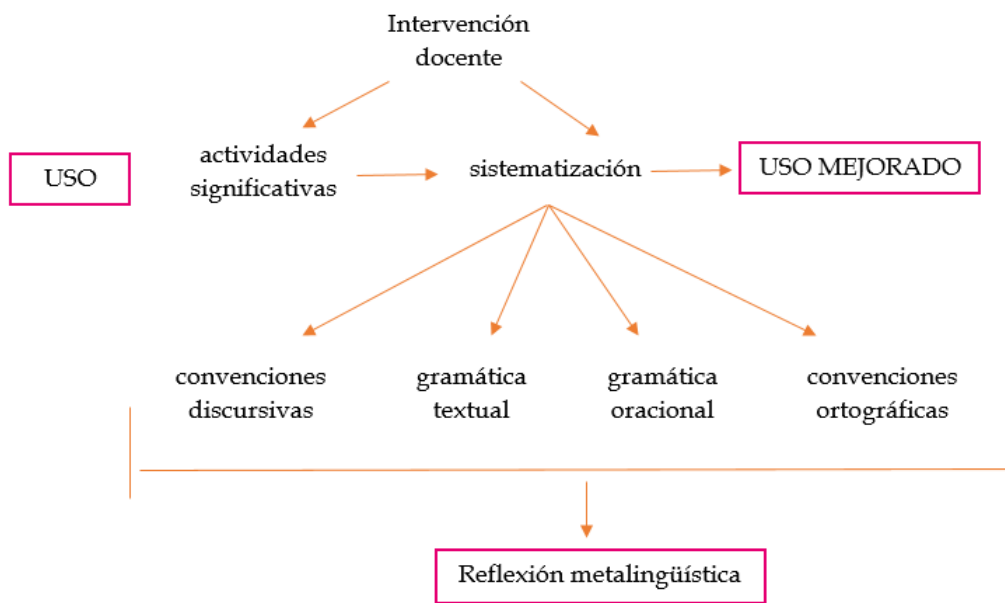 Intervención
docente
USO
actividades
significativas
sistematización
USO MEJORADO
convenciones
discursivas
gramática
textual
gramática
oracional
convenciones
ortográficas
Reflexión metalingüística